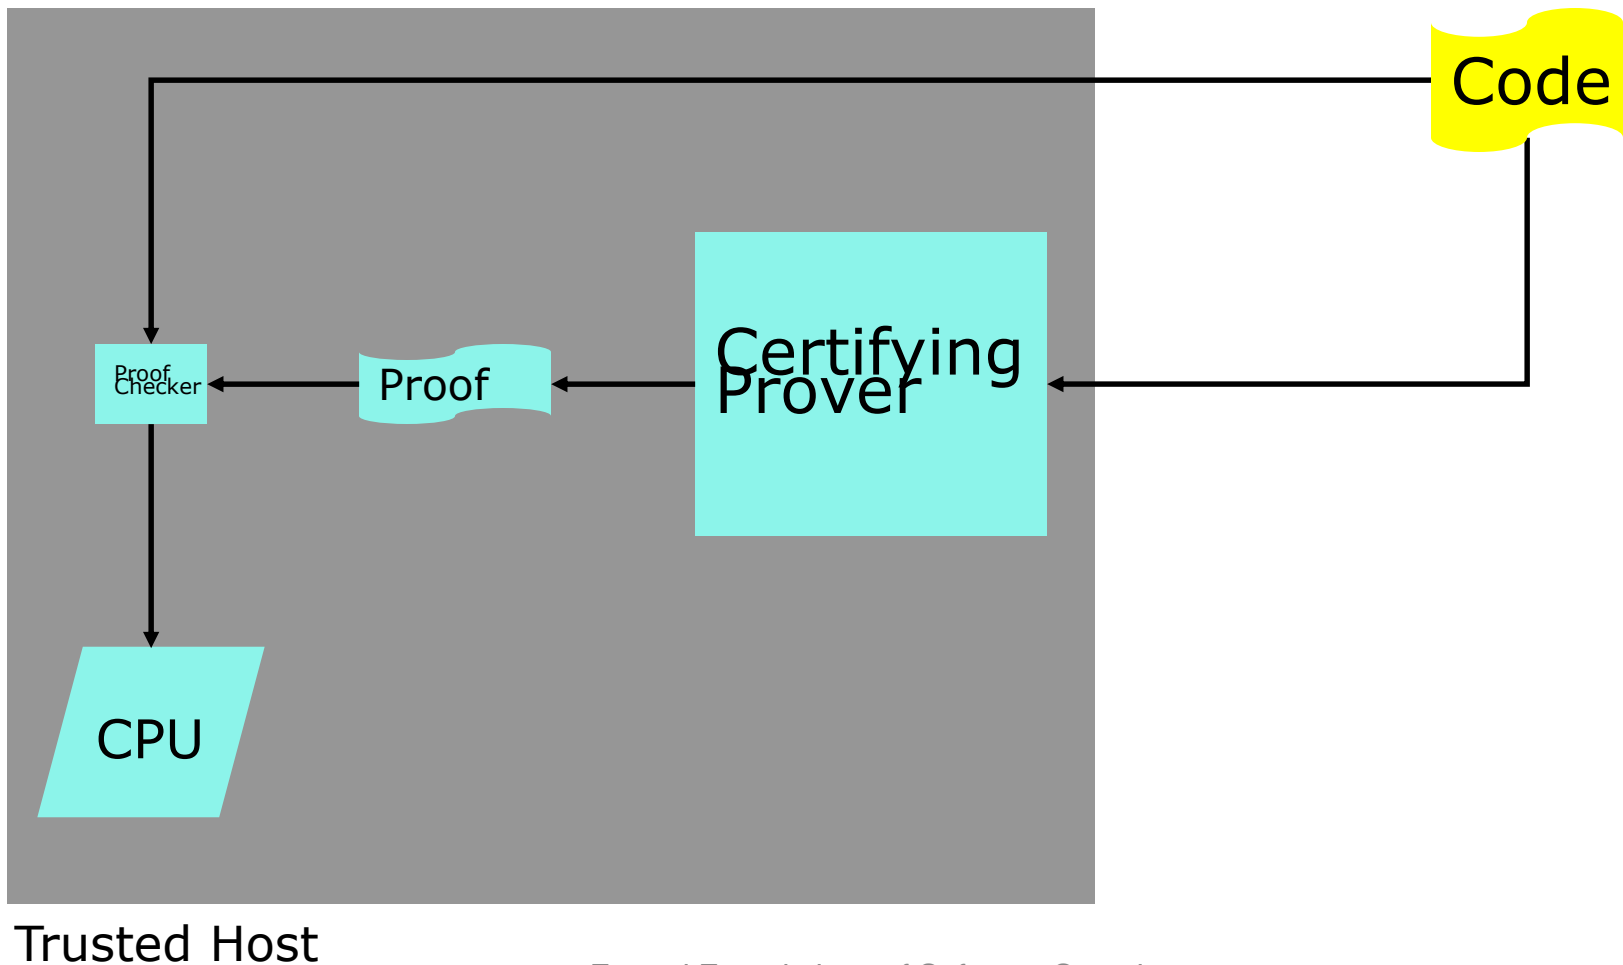 Code
Certifying
Prover
Proof
Checker
Proof
CPU
Trusted Host